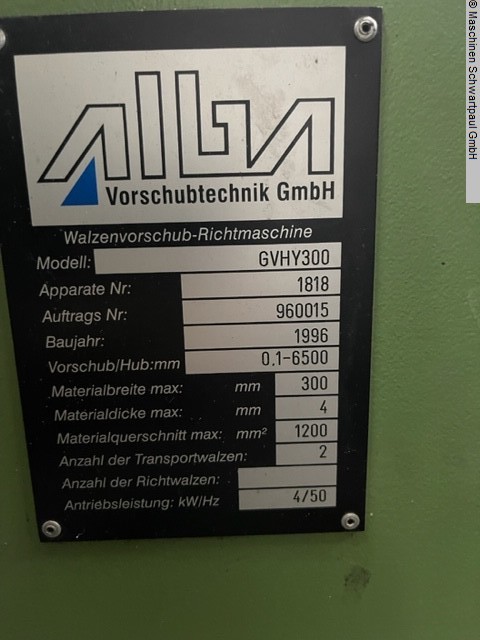 ALBA
Vorschubtechnik GmbH
Walzenvorschub-Richtmaschine
Modell: GVHY300
Apparate Nr: 1818
Auftrags Nr: 960015
Baujahr: 1996
Vorschub/Hub:mm 0.1-6500
Materialbreite max: mm 300
Materialdicke max: mm 4
Materialquerschnitt max: mm² 1200
Anzahl der Transportwalzen: 2
Anzahl der Richtwalzen:
Antriebsleistung: kW/Hz 4/50
© Maschinen Schwartpaul GmbH